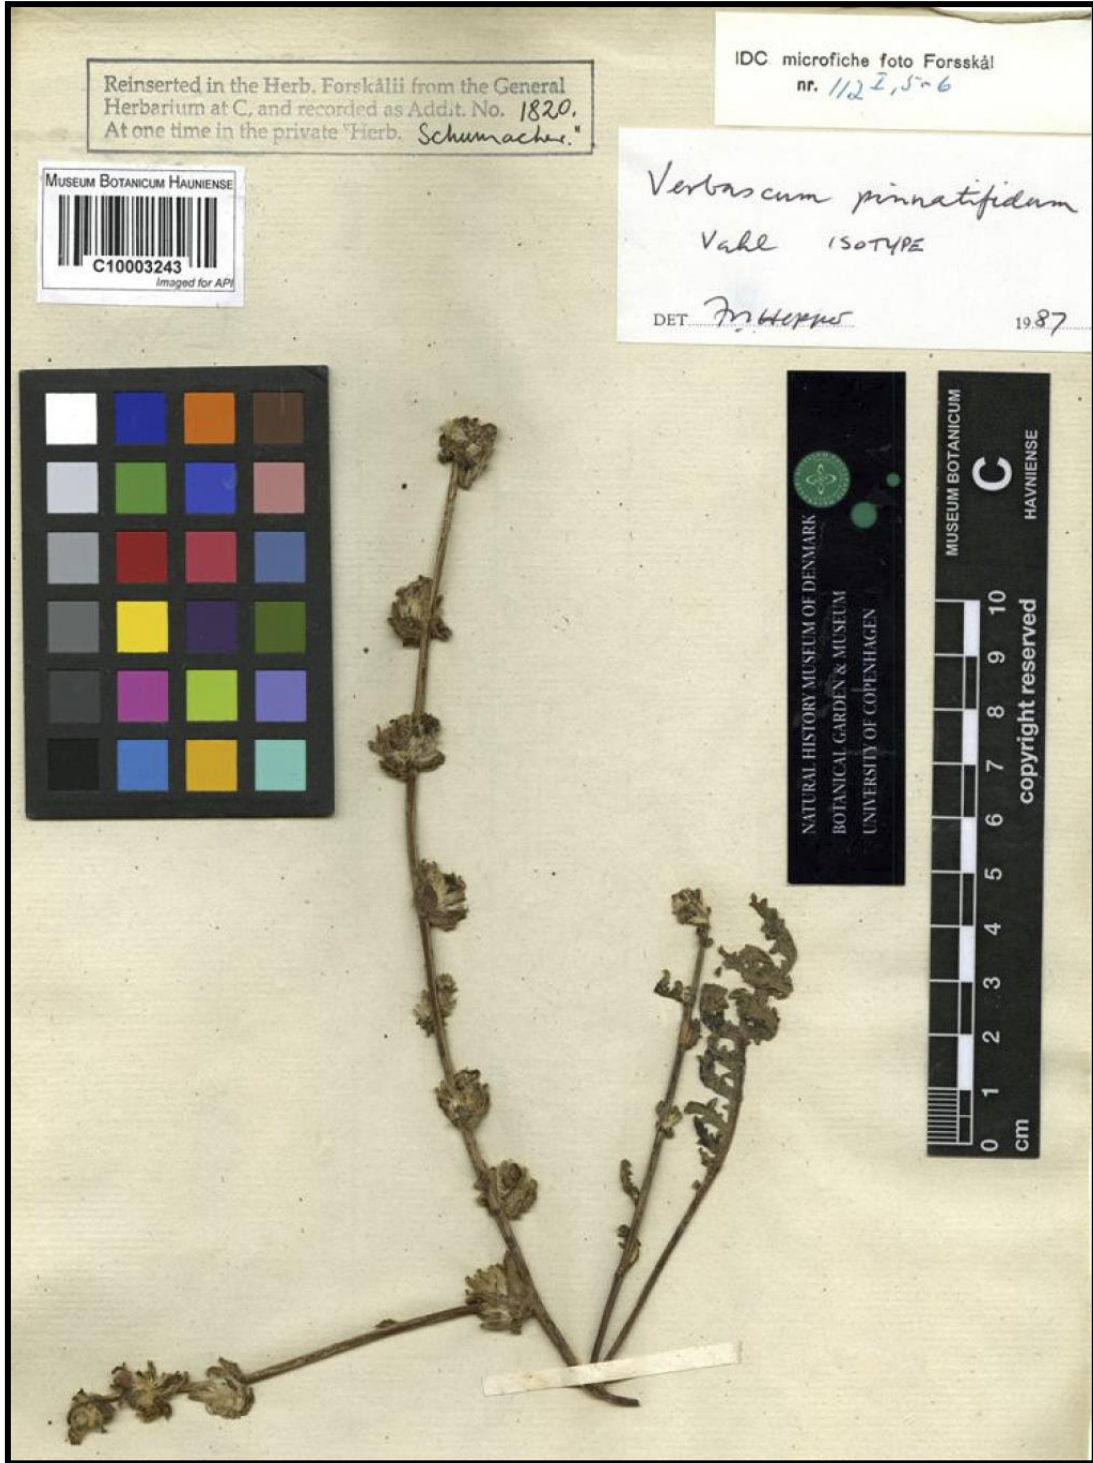 Reinserted in the Herb. Forskålii from the General
Herbarium at C, and recorded as Addit. No. 1820.
At one time in the private "Herb. Schumacher."
IDC microfiche foto Forsskål
nr. 112 I, 5-6
MUSEUM BOTANICUM HAUNIENSE
C10003243
Imaged for API
Verbascum pinnatifidum
Vahl ISOTYPE
DET FN Hepper 1987
NATURAL HISTORY MUSEUM OF DENMARK
BOTANICAL GARDEN & MUSEUM
UNIVERSITY OF COPENHAGEN
MUSEUM BOTANICUM
C
HAVNIENSE
0 1 2 3 4 5 6 7 8 9 10
cm
copyright reserved